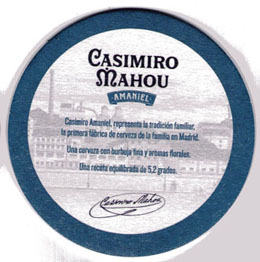 CASIMIRO
MAHOU
AMANIEL
Casimiro Amaniel, representa la tradición familiar,
la primera fábrica de cerveza de la familia en Madrid.
Una cerveza con burbuja fina y aromas florales.
Una receta equilibrada de 5,2 grados.
Casimiro Mahou